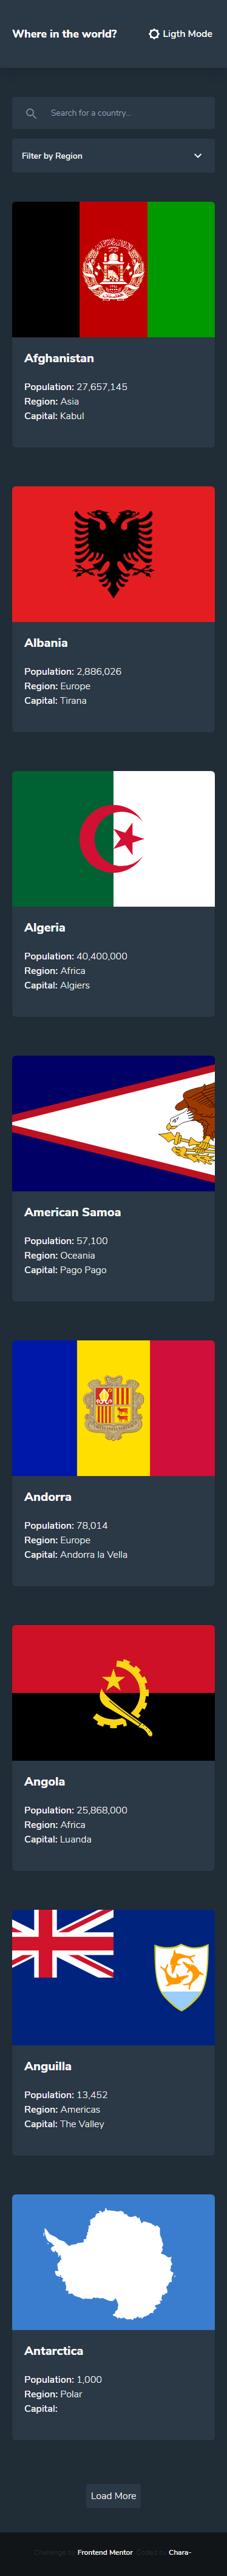 Where in the world?
Ligth Mode
Search for a country...
Filter by Region
Afghanistan
Population: 27,657,145
Region: Asia
Capital: Kabul
Albania
Population: 2,886,026
Region: Europe
Capital: Tirana
Algeria
Population: 40,400,000
Region: Africa
Capital: Algiers
American Samoa
Population: 57,100
Region: Oceania
Capital: Pago Pago
Andorra
Population: 78,014
Region: Europe
Capital: Andorra la Vella
Angola
Population: 25,868,000
Region: Africa
Capital: Luanda
Anguilla
Population: 13,452
Region: Americas
Capital: The Valley
Antarctica
Population: 1,000
Region: Polar
Capital:
Load More
Challenge by Frontend Mentor. Coded by Chara-